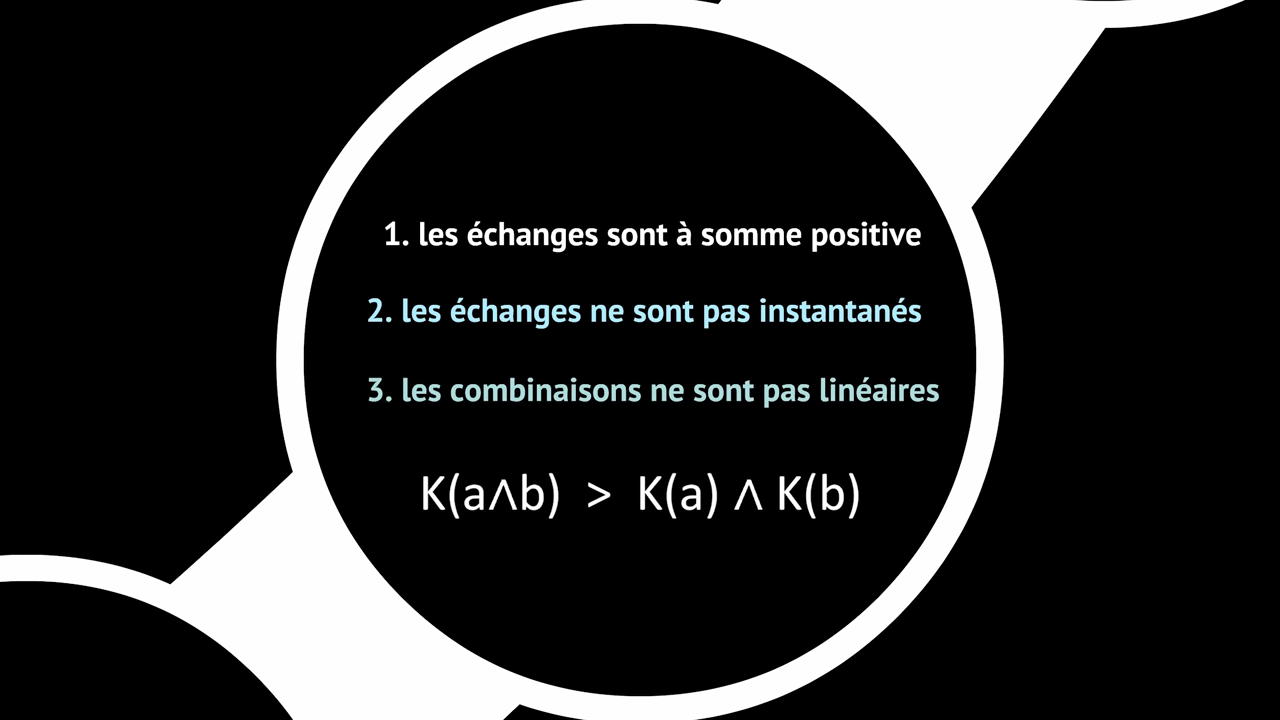 1. les échanges sont à somme positive
2. les échanges ne sont pas instantanés
3. les combinaisons ne sont pas linéaires
K(a∧b) > K(a) ∧ K(b)